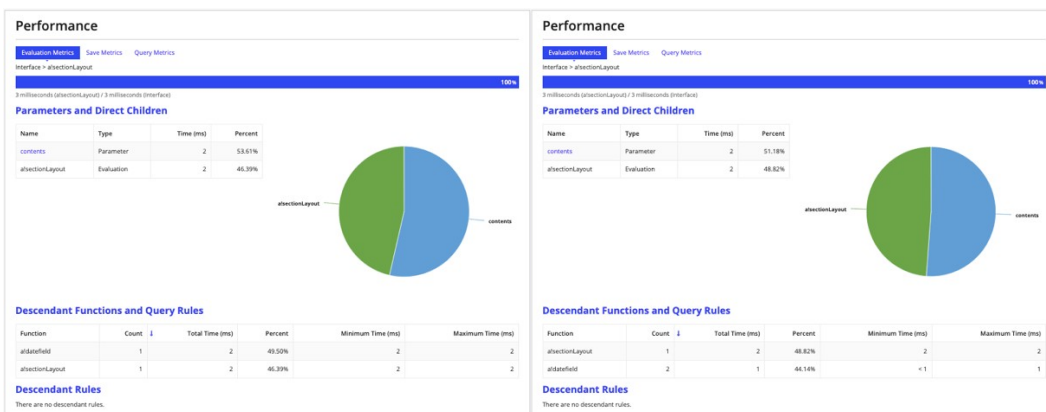 Performance
Evaluation Metrics Save Metrics Query Metrics
Interface > a!sectionLayout
100%
3 milliseconds (a!sectionLayout) / 3 milliseconds (Interface)
Parameters and Direct Children
Name Type Time (ms) Percent
contents Parameter 2 53.61%
a!sectionLayout Evaluation 2 46.39%
a!sectionLayout
contents
Descendant Functions and Query Rules
Function Count ↓ Total Time (ms) Percent Minimum Time (ms) Maximum Time (ms)
a!datefield 1 2 49.50% 2 2
a!sectionLayout 1 2 46.39% 2 2
Descendant Rules
There are no descendant rules.
Performance
Evaluation Metrics Save Metrics Query Metrics
Interface > a!sectionLayout
100%
3 milliseconds (a!sectionLayout) / 3 milliseconds (Interface)
Parameters and Direct Children
Name Type Time (ms) Percent
contents Parameter 2 51.18%
a!sectionLayout Evaluation 2 48.82%
a!sectionLayout
contents
Descendant Functions and Query Rules
Function Count ↓ Total Time (ms) Percent Minimum Time (ms) Maximum Time (ms)
a!sectionLayout 1 2 48.82% 2 2
a!datefield 2 1 44.14% < 1 1
Descendant Rules
There are no descendant rules.